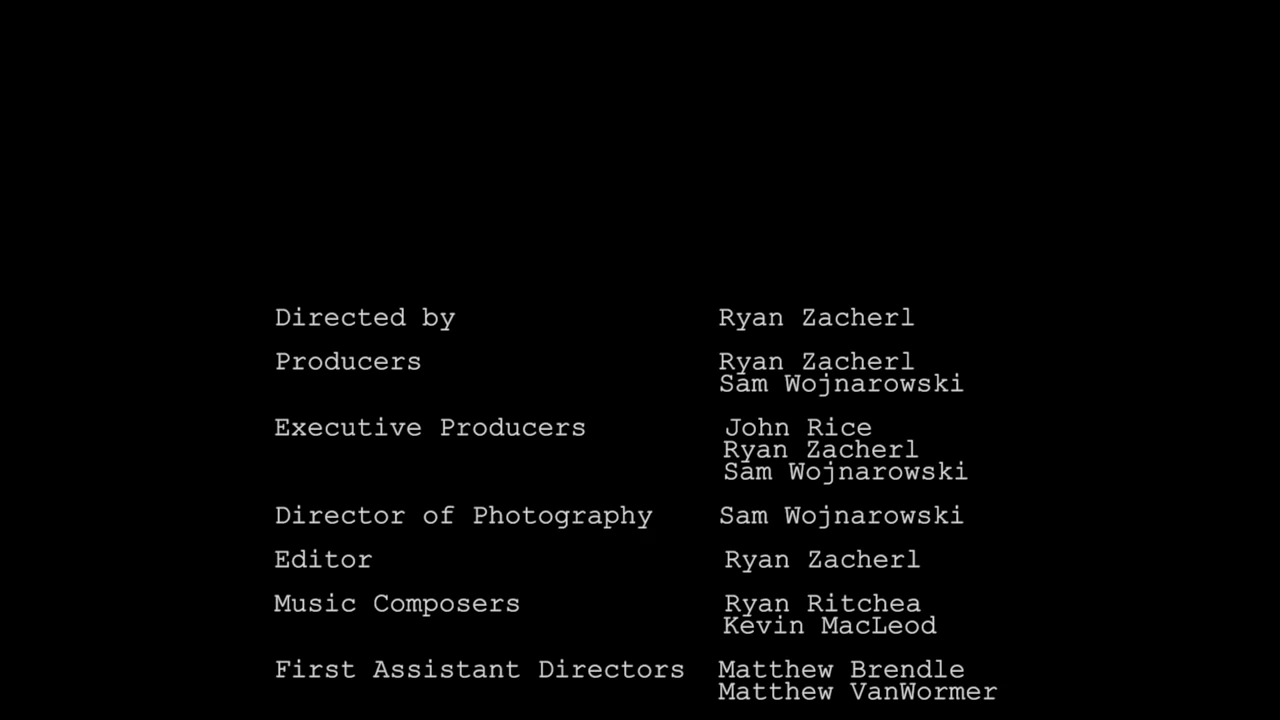 Directed by Ryan Zacherl
Producers Ryan Zacherl
Sam Wojnarowski
Executive Producers John Rice
Ryan Zacherl
Sam Wojnarowski
Director of Photography Sam Wojnarowski
Editor Ryan Zacherl
Music Composers Ryan Ritchea
Kevin MacLeod
First Assistant Directors Matthew Brendle
Matthew VanWormer